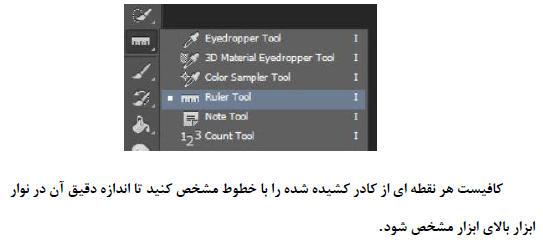 Eyedropper Tool I
3D Material Eyedropper Tool I
Color Sampler Tool I
Ruler Tool I
Note Tool I
Count Tool I
کافیست هر نقطه ای از کادر کشیده شده را با خطوط مشخص کنید تا اندازه دقیق آن در نوار
ابزار بالای ابزار مشخص شود.